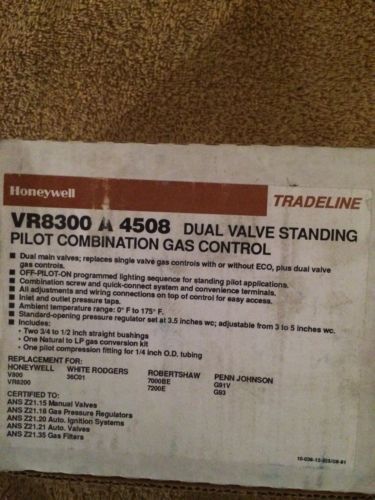 Honeywell
TRADELINE
VR8300 A 4508 DUAL VALVE STANDING
PILOT COMBINATION GAS CONTROL
■ Dual main valves; replaces single valve gas controls with or without ECO, plus dual valve
gas controls.
■ OFF-PILOT-ON programmed lighting sequence for standing pilot applications.
■ Combination screw and quick-connect system and convenient terminals.
■ All adjustments and wiring connections on top of control for easy access.
■ Inlet and outlet pressure taps.
■ Ambient temperature range: 0° F to 175° F.
■ Standard-opening pressure regulator set at 3.5 inches wc; adjustable from 3 to 5 inches wc.
■ Includes:
- Two 3/4 to 1/2 inch straight bushings
- One Natural to LP gas conversion kit
- One pilot compression fitting for 1/4 inch O.D. tubing
REPLACEMENT FOR:
HONEYWELL WHITE RODGERS ROBERTSHAW PENN JOHNSON
V800 36C01 7000BE G91V
VR8200 7200E G93
CERTIFIED TO:
ANS Z21.15 Manual Valves
ANS Z21.18 Gas Pressure Regulators
ANS Z21.20 Auto. Ignition Systems
ANS Z21.21 Auto. Valves
ANS Z21.35 Gas Filters